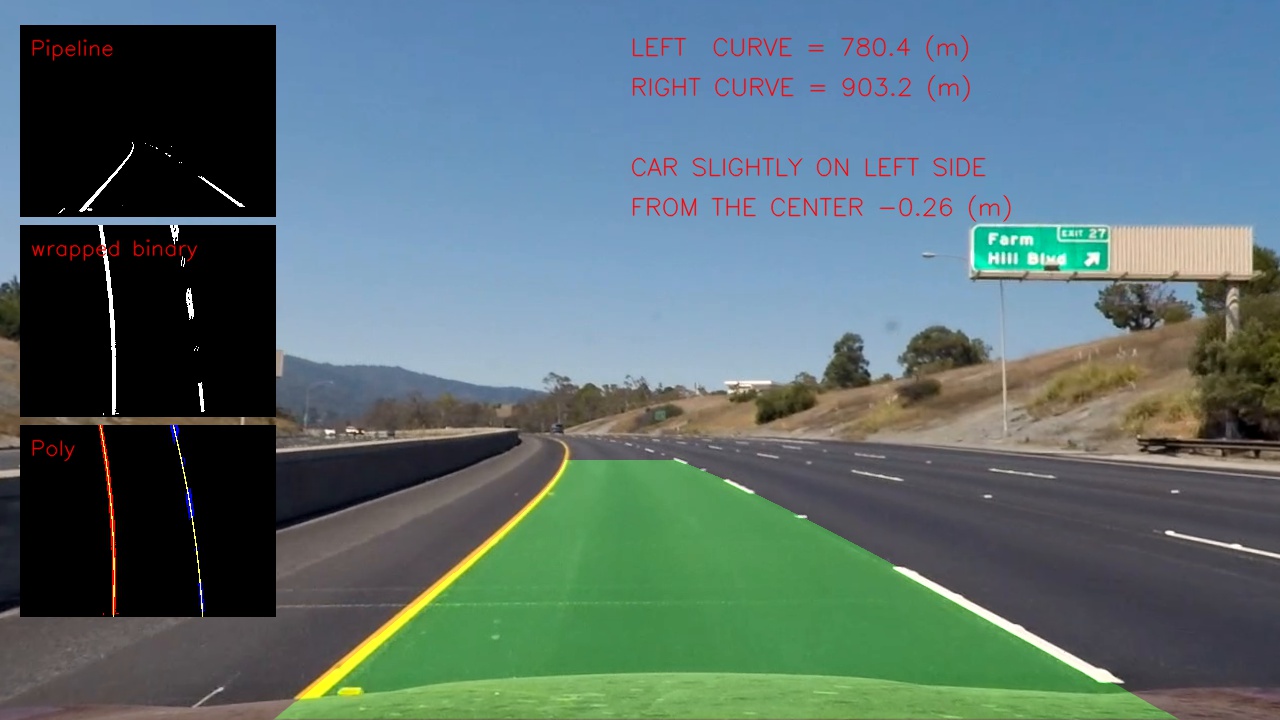 Pipeline
LEFT CURVE = 780.4 (m)
RIGHT CURVE = 903.2 (m)
CAR SLIGHTLY ON LEFT SIDE
FROM THE CENTER -0.26 (m)
wrapped binary
EXIT 27
Farm
Hill Blvd
Poly